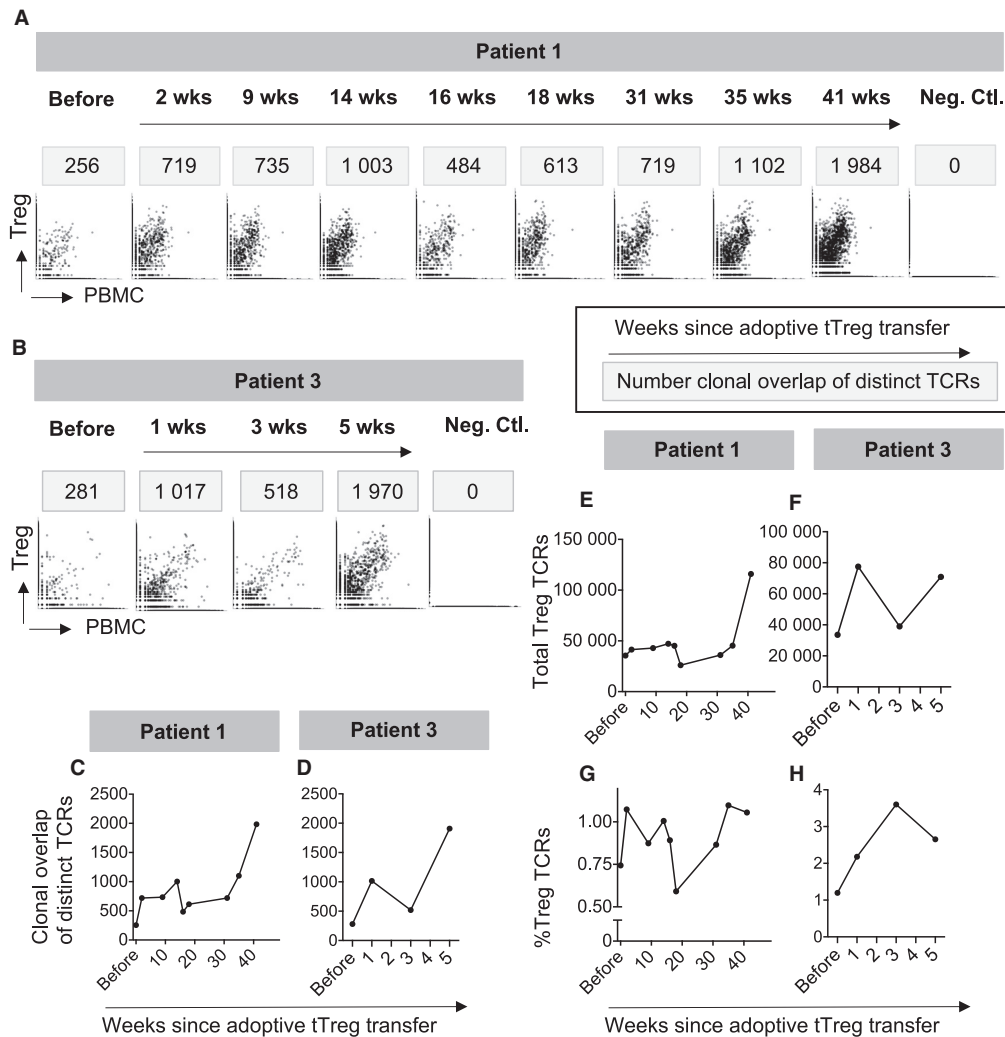 A
Patient 1
Before 2 wks 9 wks 14 wks 16 wks 18 wks 31 wks 35 wks 41 wks Neg. Ctl.
256 719 735 1 003 484 613 719 1 102 1 984 0
Treg
PBMC
Weeks since adoptive tTreg transfer
Number clonal overlap of distinct TCRs
B
Patient 3
Before 1 wks 3 wks 5 wks Neg. Ctl.
281 1 017 518 1 970 0
Treg
PBMC
Patient 1 Patient 3
C D
Clonal overlap
of distinct TCRs
2500 2500
2000 2000
1500 1500
1000 1000
500 500
0 0
Before 10 20 30 40 Before 1 2 3 4 5
Weeks since adoptive tTreg transfer
Patient 1 Patient 3
E F
Total Treg TCRs
150 000 100 000
100 000 80 000
50 000 60 000
0 40 000
20 000
0
Before 10 20 30 40 Before 1 2 3 4 5
G H
%Treg TCRs
1.00 4
0.75 3
0.50 2
0 1
0
Before 10 20 30 40 Before 1 2 3 4 5
Weeks since adoptive tTreg transfer